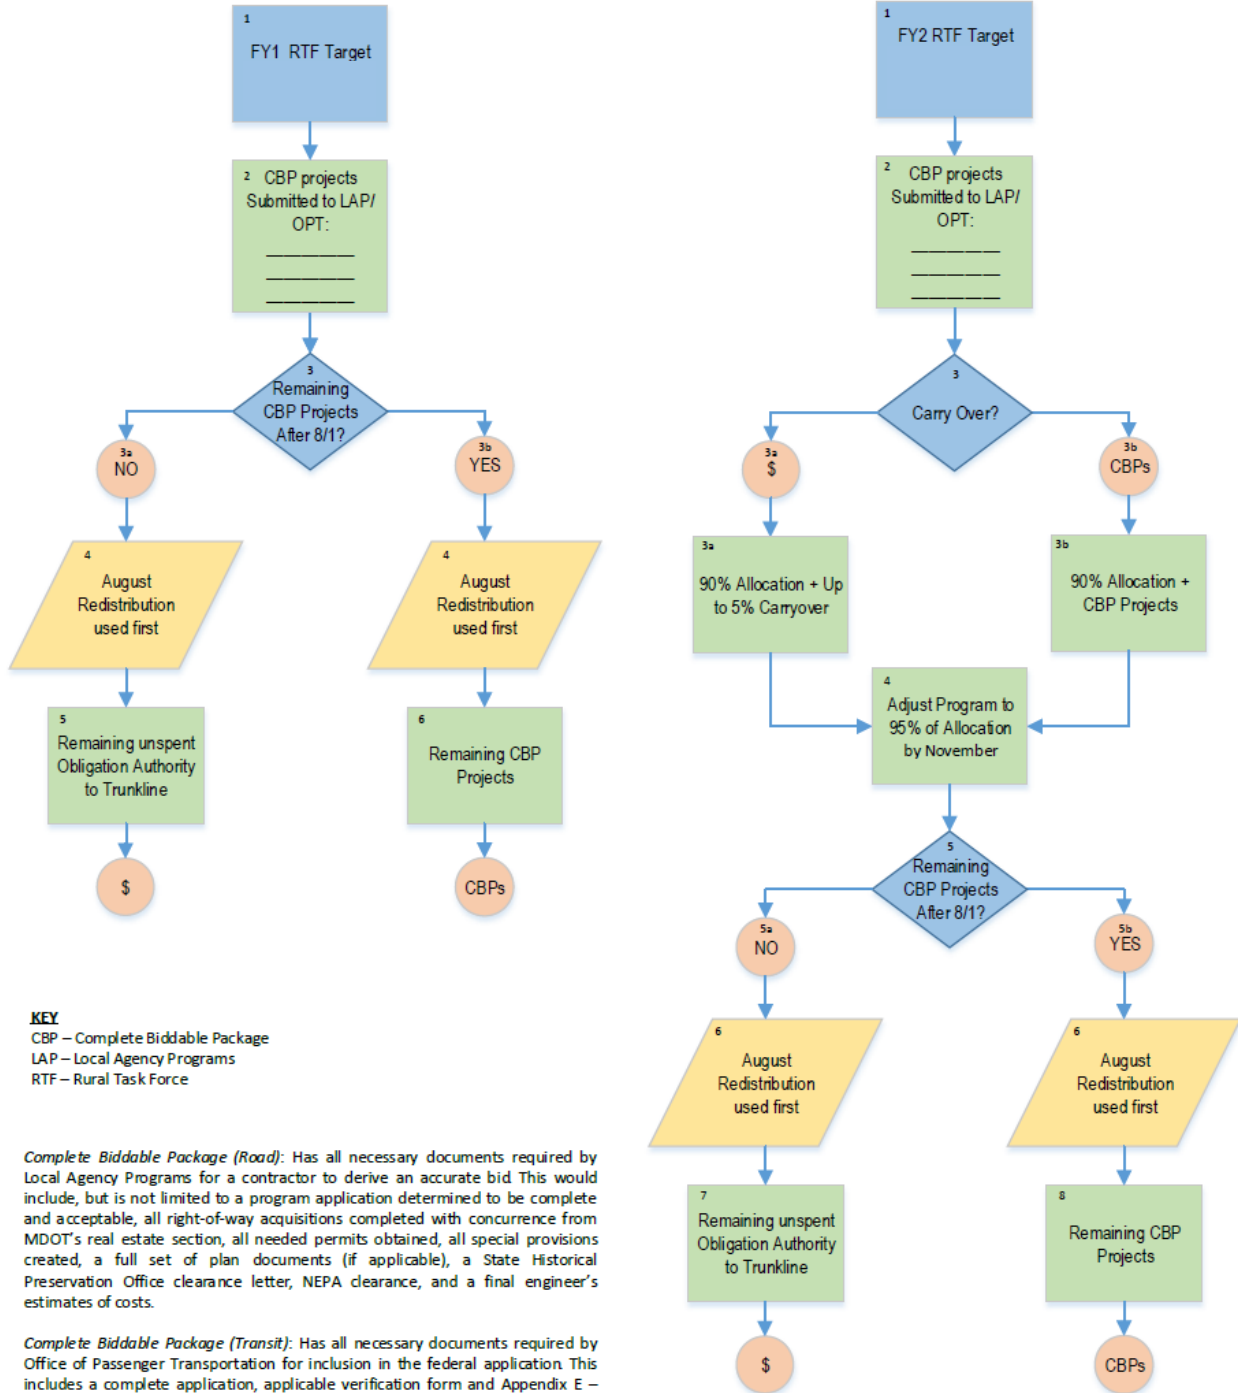 1
FY1 RTF Target
2 CBP projects
Submitted to LAP/
OPT:
___________
___________
___________
3
Remaining
CBP Projects
After 8/1?
3a
NO
3b
YES
4
August
Redistribution
used first
4
August
Redistribution
used first
5
Remaining unspent
Obligation Authority
to Trunkline
6
Remaining CBP
Projects
$
CBPs
KEY
CBP – Complete Biddable Package
LAP – Local Agency Programs
RTF – Rural Task Force
Complete Biddable Package (Road): Has all necessary documents required by
Local Agency Programs for a contractor to derive an accurate bid. This would
include, but is not limited to a program application determined to be complete
and acceptable, all right-of-way acquisitions completed with concurrence from
MDOT's real estate section, all needed permits obtained, all special provisions
created, a full set of plan documents (if applicable), a State Historical
Preservation Office clearance letter, NEPA clearance, and a final engineer's
estimates of costs.
Complete Biddable Package (Transit): Has all necessary documents required by
Office of Passenger Transportation for inclusion in the federal application. This
includes a complete application, applicable verification form and Appendix E –
1
FY2 RTF Target
2 CBP projects
Submitted to LAP/
OPT:
___________
___________
___________
3
Carry Over?
3a
$
3b
CBPs
3a
90% Allocation + Up
to 5% Carryover
3b
90% Allocation +
CBP Projects
4
Adjust Program to
95% of Allocation
by November
5
Remaining
CBP Projects
After 8/1?
5a
NO
5b
YES
6
August
Redistribution
used first
6
August
Redistribution
used first
7
Remaining unspent
Obligation Authority
to Trunkline
8
Remaining CBP
Projects
$
CBPs